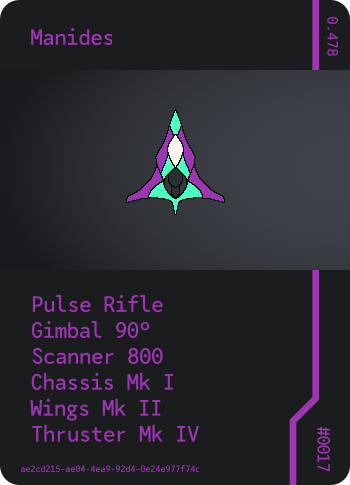 Manides
0.478
Pulse Rifle
Gimbal 90°
Scanner 800
Chassis Mk I
Wings Mk II
Thruster Mk IV
#0017
ae2cd215-ae04-4ea9-92d4-0e24e977f74c